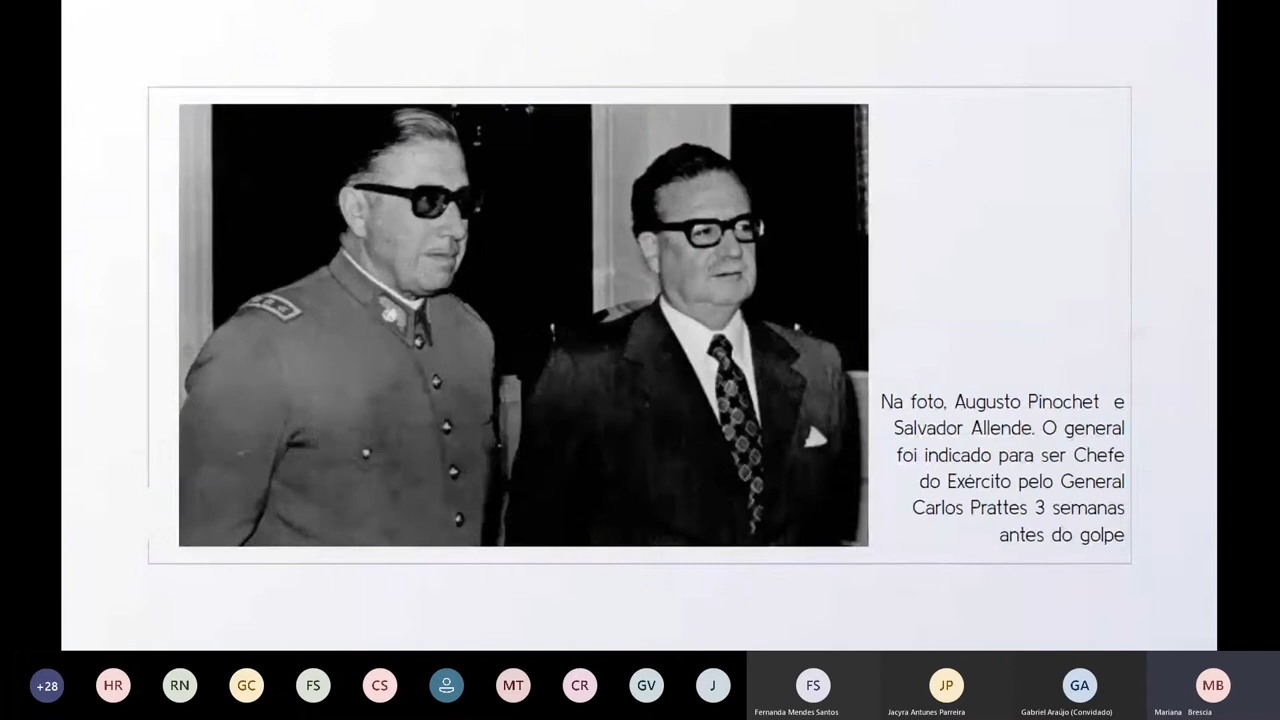 Na foto, Augusto Pinochet e
Salvador Allende. O general
foi indicado para ser Chefe
do Exército pelo General
Carlos Prattes 3 semanas
antes do golpe
+28
HR
RN
GC
FS
CS
MT
CR
GV
J
FS
JP
GA
MB
Fernanda Mendes Santos
Jacyra Antunes Parreira
Gabriel Araújo (Convidado)
Mariana Brescia